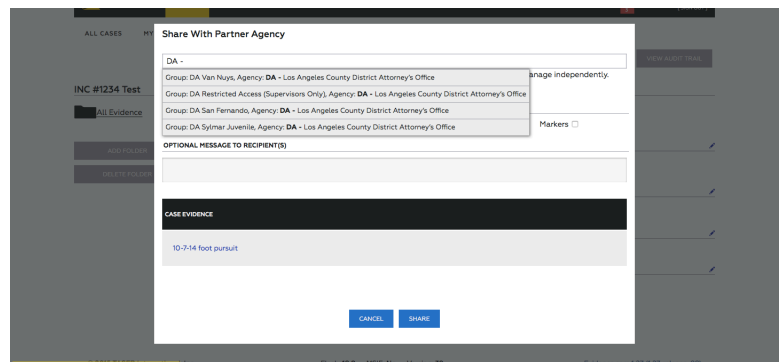 ALL CASES MY
Share With Partner Agency
DA -
VIEW AUDIT TRAIL
Group: DA Van Nuys, Agency: DA - Los Angeles County District Attorney's Office
anage independently.
INC #1234 Test
Group: DA Restricted Access (Supervisors Only), Agency: DA - Los Angeles County District Attorney's Office
Group: DA San Fernando, Agency: DA - Los Angeles County District Attorney's Office
All Evidence
Group: DA Sylmar Juvenile, Agency: DA - Los Angeles County District Attorney's Office
Markers
OPTIONAL MESSAGE TO RECIPIENT(S)
ADD FOLDER
DELETE FOLDER
CASE EVIDENCE
10-7-14 foot pursuit
CANCEL SHARE